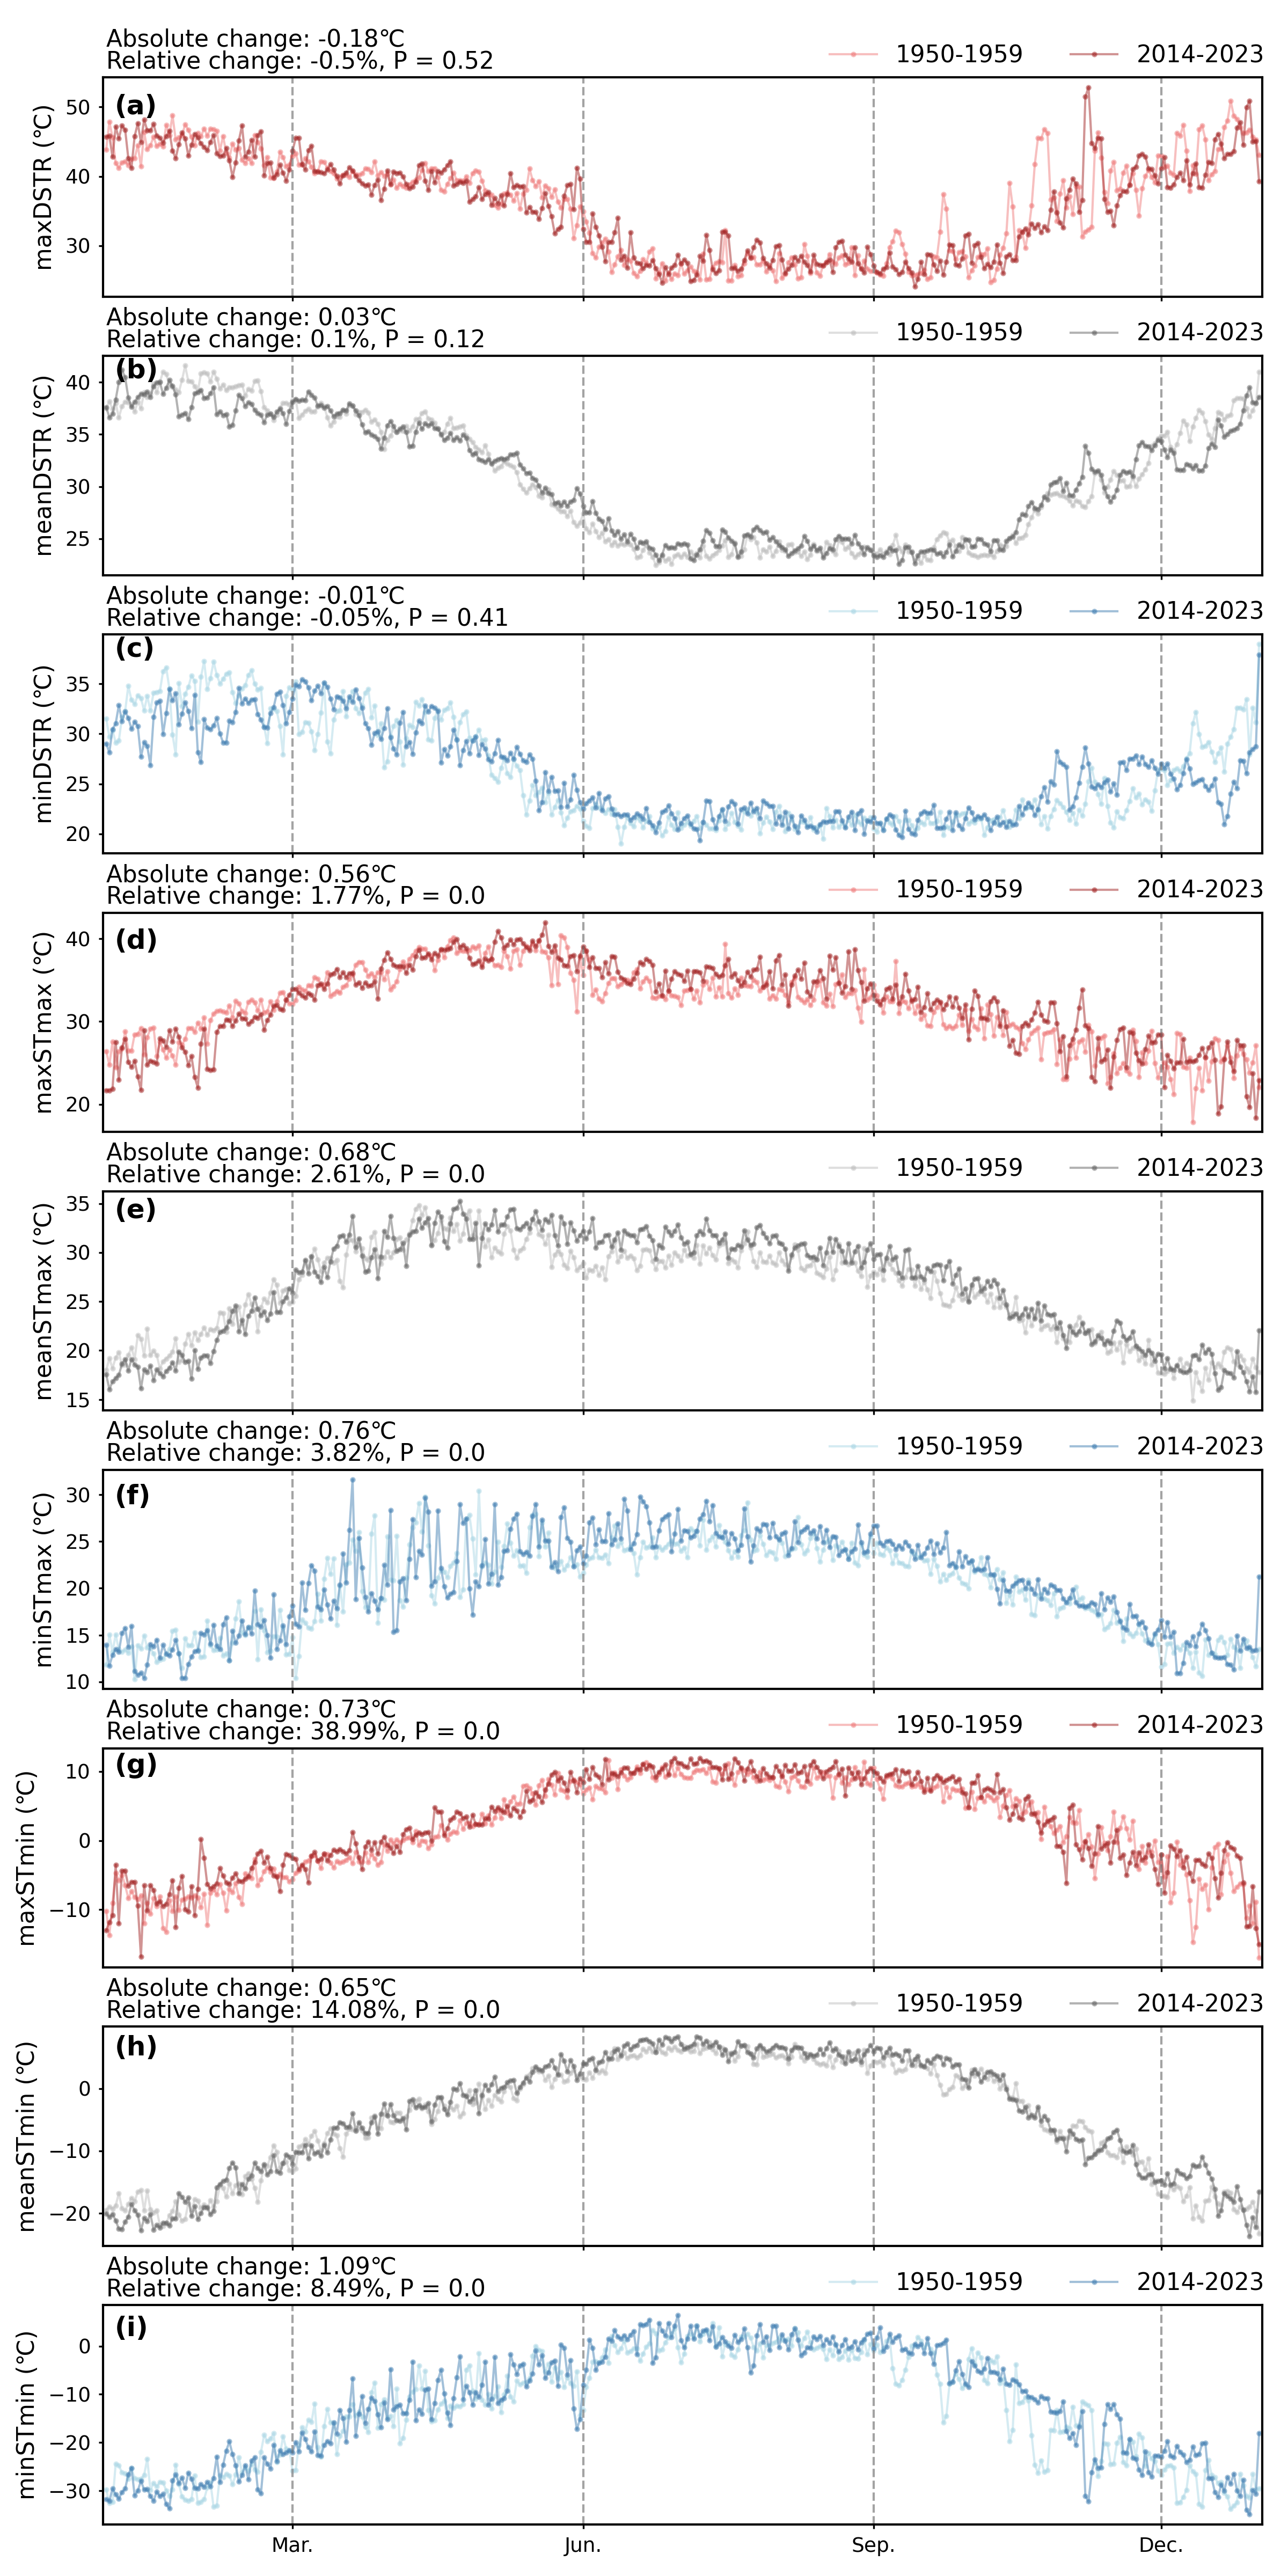 Absolute change: -0.18℃
Relative change: -0.5%, P = 0.52
1950-1959 2014-2023
(a)
maxDSTR (℃)
50
40
30
Absolute change: 0.03℃
Relative change: 0.1%, P = 0.12
1950-1959 2014-2023
(b)
meanDSTR (℃)
40
35
30
25
Absolute change: -0.01℃
Relative change: -0.05%, P = 0.41
1950-1959 2014-2023
(c)
minDSTR (℃)
35
30
25
20
Absolute change: 0.56℃
Relative change: 1.77%, P = 0.0
1950-1959 2014-2023
(d)
maxSTmax (℃)
40
30
20
Absolute change: 0.68℃
Relative change: 2.61%, P = 0.0
1950-1959 2014-2023
(e)
meanSTmax (℃)
35
30
25
20
15
Absolute change: 0.76℃
Relative change: 3.82%, P = 0.0
1950-1959 2014-2023
(f)
minSTmax (℃)
30
25
20
15
10
Absolute change: 0.73℃
Relative change: 38.99%, P = 0.0
1950-1959 2014-2023
(g)
maxSTmin (℃)
10
0
−10
Absolute change: 0.65℃
Relative change: 14.08%, P = 0.0
1950-1959 2014-2023
(h)
meanSTmin (℃)
0
−10
−20
Absolute change: 1.09℃
Relative change: 8.49%, P = 0.0
1950-1959 2014-2023
(i)
minSTmin (℃)
0
−10
−20
−30
Mar. Jun. Sep. Dec.